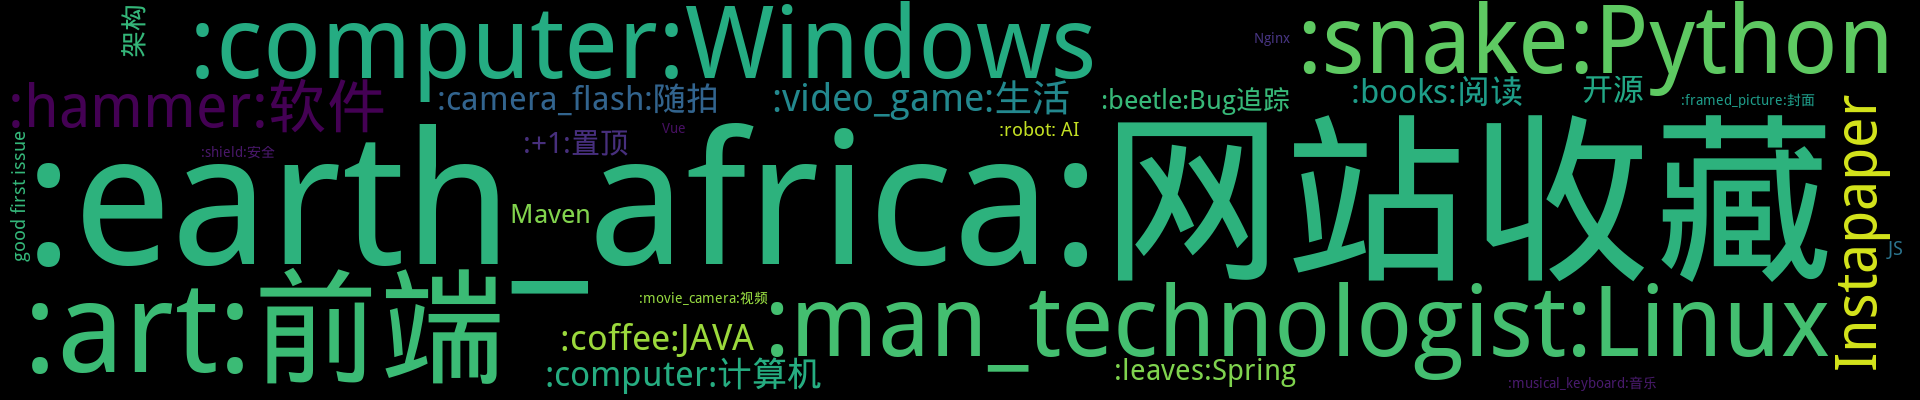 架构
:computer:Windows
Nginx
:snake:Python
:hammer:软件
:camera_flash:随拍
:video_game:生活
:beetle:Bug追踪
:books:阅读
开源
:framed_picture:封面
:+1:置顶
Vue
:robot: AI
:shield:安全
good first issue
:earth_africa:网站收藏
Maven
Instapaper
JS
:art:前端
:movie_camera:视频
:man_technologist:Linux
:coffee:JAVA
:computer:计算机
:leaves:Spring
:musical_keyboard:音乐